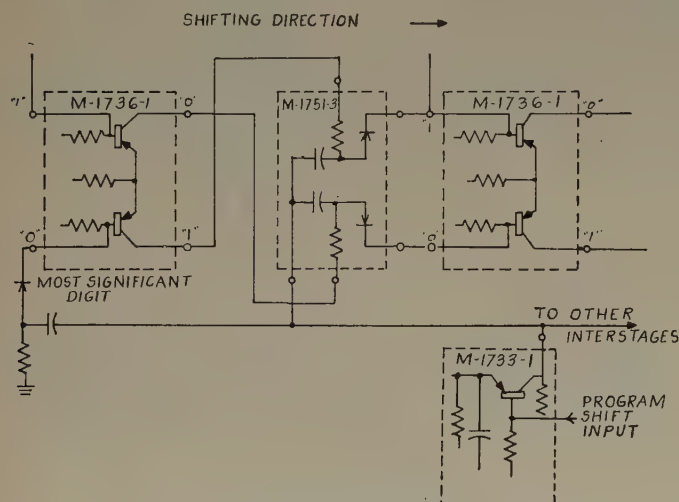 SHIFTING DIRECTION
"1"
M-1736-1
"0"
M-1751-3
"1"
M-1736-1
"0"
"0"
"1"
"0"
"1"
MOST SIGNIFICANT
DIGIT
TO OTHER
INTERSTAGES
M-1733-1
PROGRAM
SHIFT
INPUT